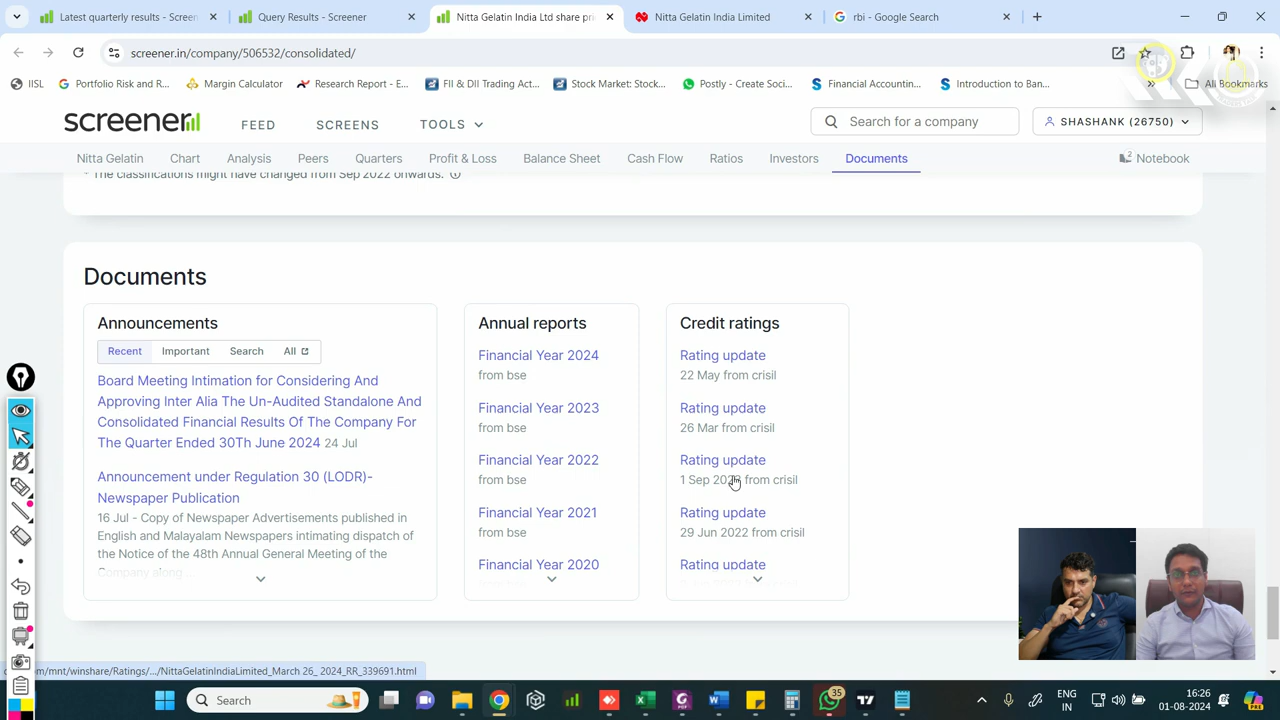 Latest quarterly results - Screen
Query Results - Screener
Nitta Gelatin India Ltd share pri
Nitta Gelatin India Limited
rbi - Google Search
screener.in/company/506532/consolidated/
IISL
Portfolio Risk and R...
Margin Calculator
Research Report - E...
FII & DII Trading Act...
Stock Market: Stock...
Postly - Create Soci...
Financial Accountin...
Introduction to Ban...
All Bookmarks
screener
FEED
SCREENS
TOOLS
Search for a company
SHASHANK (26750)
Nitta Gelatin
Chart
Analysis
Peers
Quarters
Profit & Loss
Balance Sheet
Cash Flow
Ratios
Investors
Documents
2
Notebook
* The classifications might have changed from Sep 2022 onwards.
Documents
Announcements
Recent
Important
Search
All
Board Meeting Intimation for Considering And
Approving Inter Alia The Un-Audited Standalone And
Consolidated Financial Results Of The Company For
The Quarter Ended 30Th June 2024 24 Jul
Announcement under Regulation 30 (LODR)-
Newspaper Publication
16 Jul - Copy of Newspaper Advertisements published in
English and Malayalam Newspapers intimating dispatch of
the Notice of the 48th Annual General Meeting of the
Company along...
Annual reports
Financial Year 2024
from bse
Financial Year 2023
from bse
Financial Year 2022
from bse
Financial Year 2021
from bse
Financial Year 2020
Credit ratings
Rating update
22 May from crisil
Rating update
26 Mar from crisil
Rating update
1 Sep from crisil
Rating update
29 Jun 2022 from crisil
Rating update
com/mnt/winshare/Ratings/.../NittaGelatinIndiaLimited_March 26_ 2024_RR_339691.html
Search
35
ENG
IN
16:26
01-08-2024